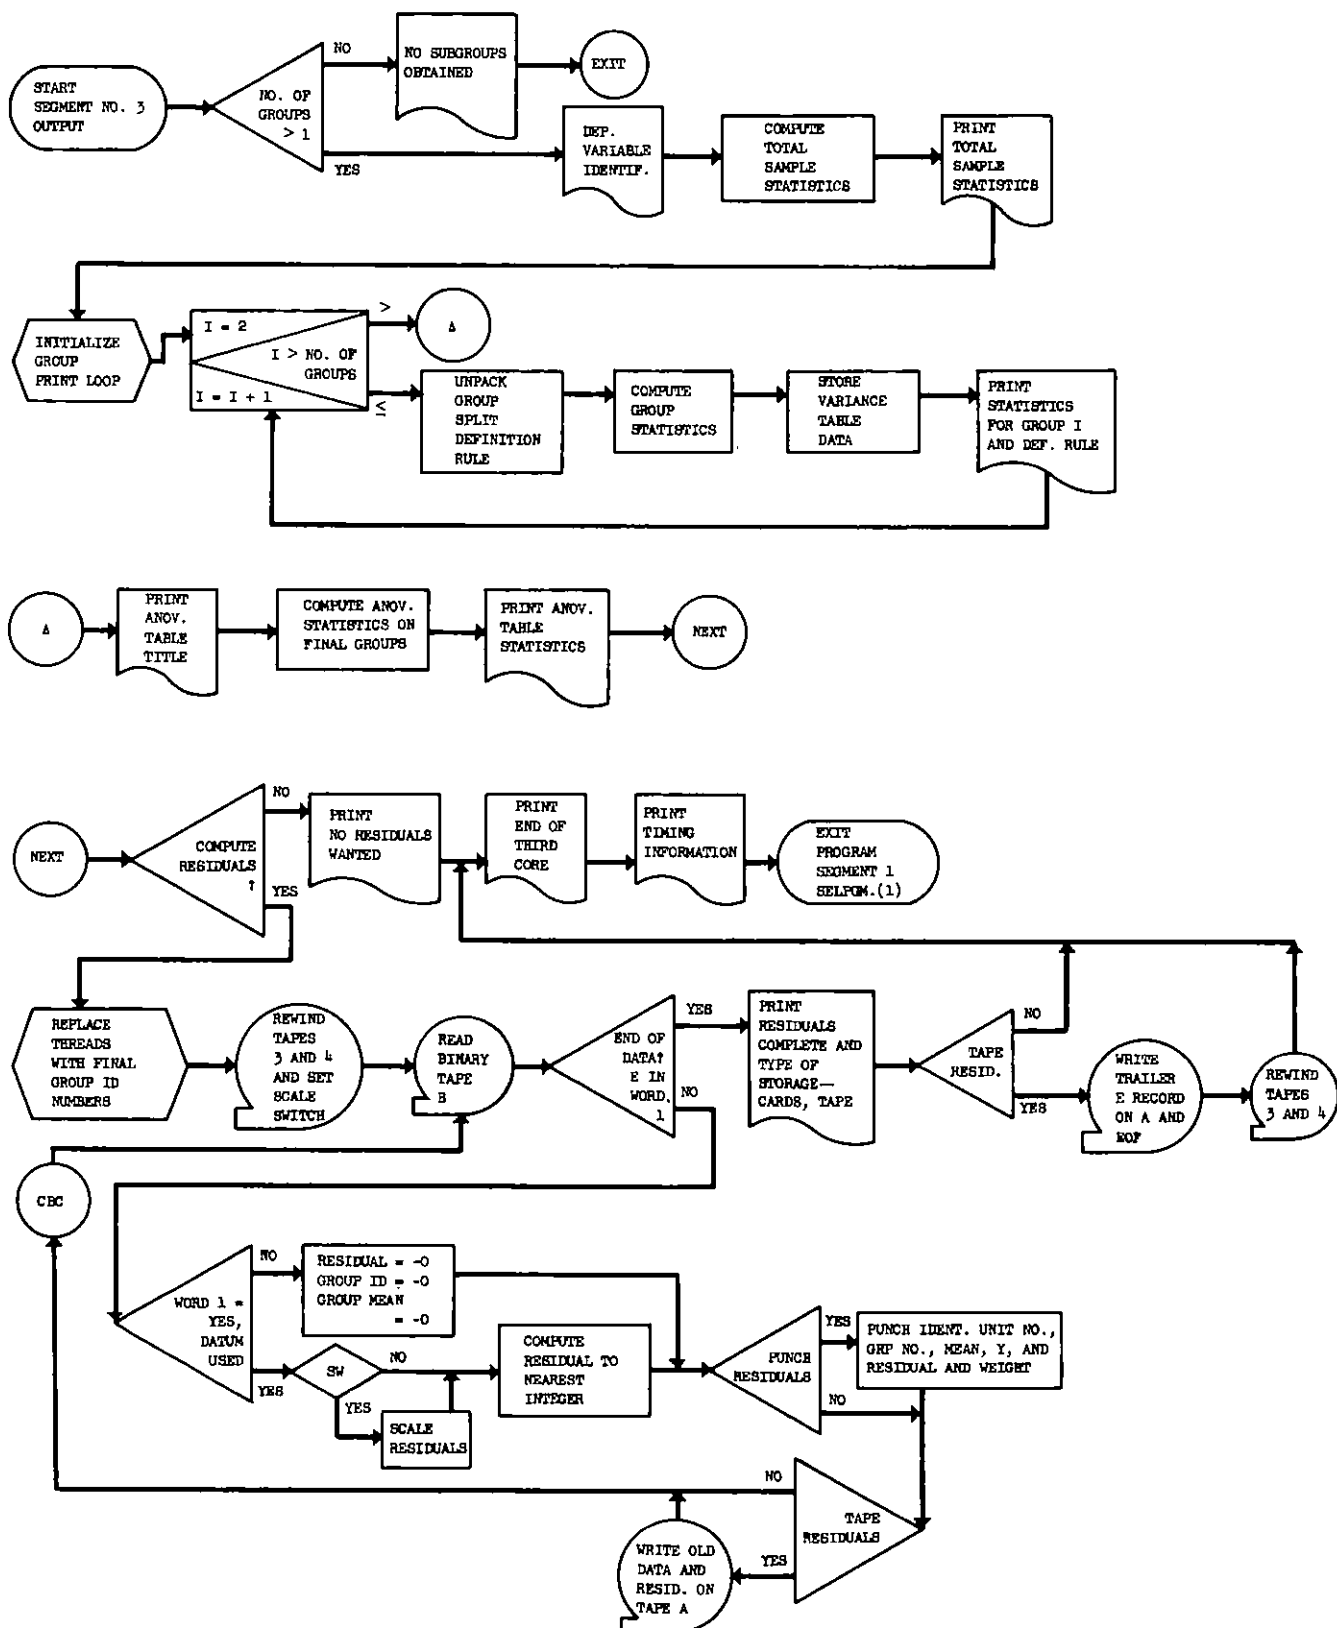 START
SEGMENT NO. 3
OUTPUT
NO. OF
GROUPS
> 1
NO
YES
NO SUBGROUPS
OBTAINED
EXIT
DEP.
VARIABLE
IDENTIF.
COMPUTE
TOTAL
SAMPLE
STATISTICS
PRINT
TOTAL
SAMPLE
STATISTICS
INITIALIZE
GROUP
PRINT LOOP
I = 2
I > NO. OF
GROUPS
I = I + 1
>
≤
Δ
UNPACK
GROUP
SPLIT
DEFINITION
RULE
COMPUTE
GROUP
STATISTICS
STORE
VARIANCE
TABLE
DATA
PRINT
STATISTICS
FOR GROUP I
AND DEF. RULE
Δ
PRINT
ANOV.
TABLE
TITLE
COMPUTE ANOV.
STATISTICS ON
FINAL GROUPS
PRINT ANOV.
TABLE
STATISTICS
NEXT
NEXT
COMPUTE
RESIDUALS
?
NO
YES
PRINT
NO RESIDUALS
WANTED
PRINT
END OF
THIRD
CORE
PRINT
TIMING
INFORMATION
EXIT
PROGRAM
SEGMENT 1
SELPGM.(1)
REPLACE
THREADS
WITH FINAL
GROUP ID
NUMBERS
REWIND
TAPES
3 AND 4
AND SET
SCALE
SWITCH
READ
BINARY
TAPE
B
END OF
DATA?
E IN
WORD.
1
YES
NO
PRINT
RESIDUALS
COMPLETE AND
TYPE OF
STORAGE—
CARDS, TAPE
TAPE
RESID.
NO
YES
WRITE
TRAILER
E RECORD
ON A AND
EOF
REWIND
TAPES
3 AND 4
CBC
WORD 1 =
YES,
DATUM
USED
NO
YES
RESIDUAL = -0
GROUP ID = -0
GROUP MEAN
= -0
SW
NO
YES
SCALE
RESIDUALS
COMPUTE
RESIDUAL TO
NEAREST
INTEGER
PUNCH
RESIDUALS
YES
NO
PUNCH IDENT. UNIT NO.,
GRP NO., MEAN, Y, AND
RESIDUAL AND WEIGHT
TAPE
RESIDUALS
NO
YES
WRITE OLD
DATA AND
RESID. ON
TAPE A